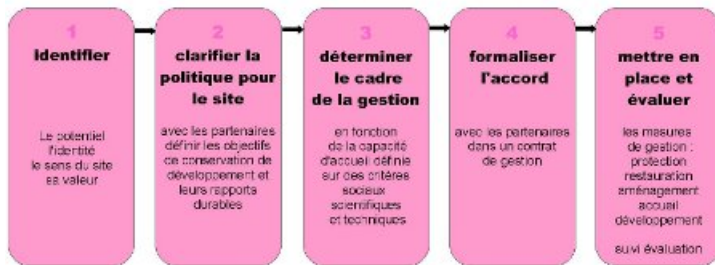 1
identifier
Le potentiel
l'identité
le sens du site
sa valeur
2
clarifier la
politique pour
le site
avec les partenaires
définir les objectifs
de conservation de
développement et
leurs rapports
durables
3
déterminer
le cadre
de la gestion
en fonction
de la capacité
d'accueil définie
sur des critères
sociaux
scientifiques
et techniques
4
formaliser
l'accord
avec les partenaires
dans un contrat
de gestion
5
mettre en
place et
évaluer
les mesures
de gestion :
protection
restauration
aménagement
accueil
développement
suivi évaluation